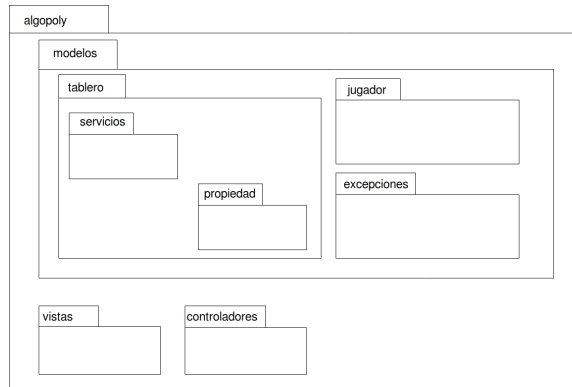 algopoly
modelos
tablero
jugador
servicios
excepciones
propiedad
vistas
controladores